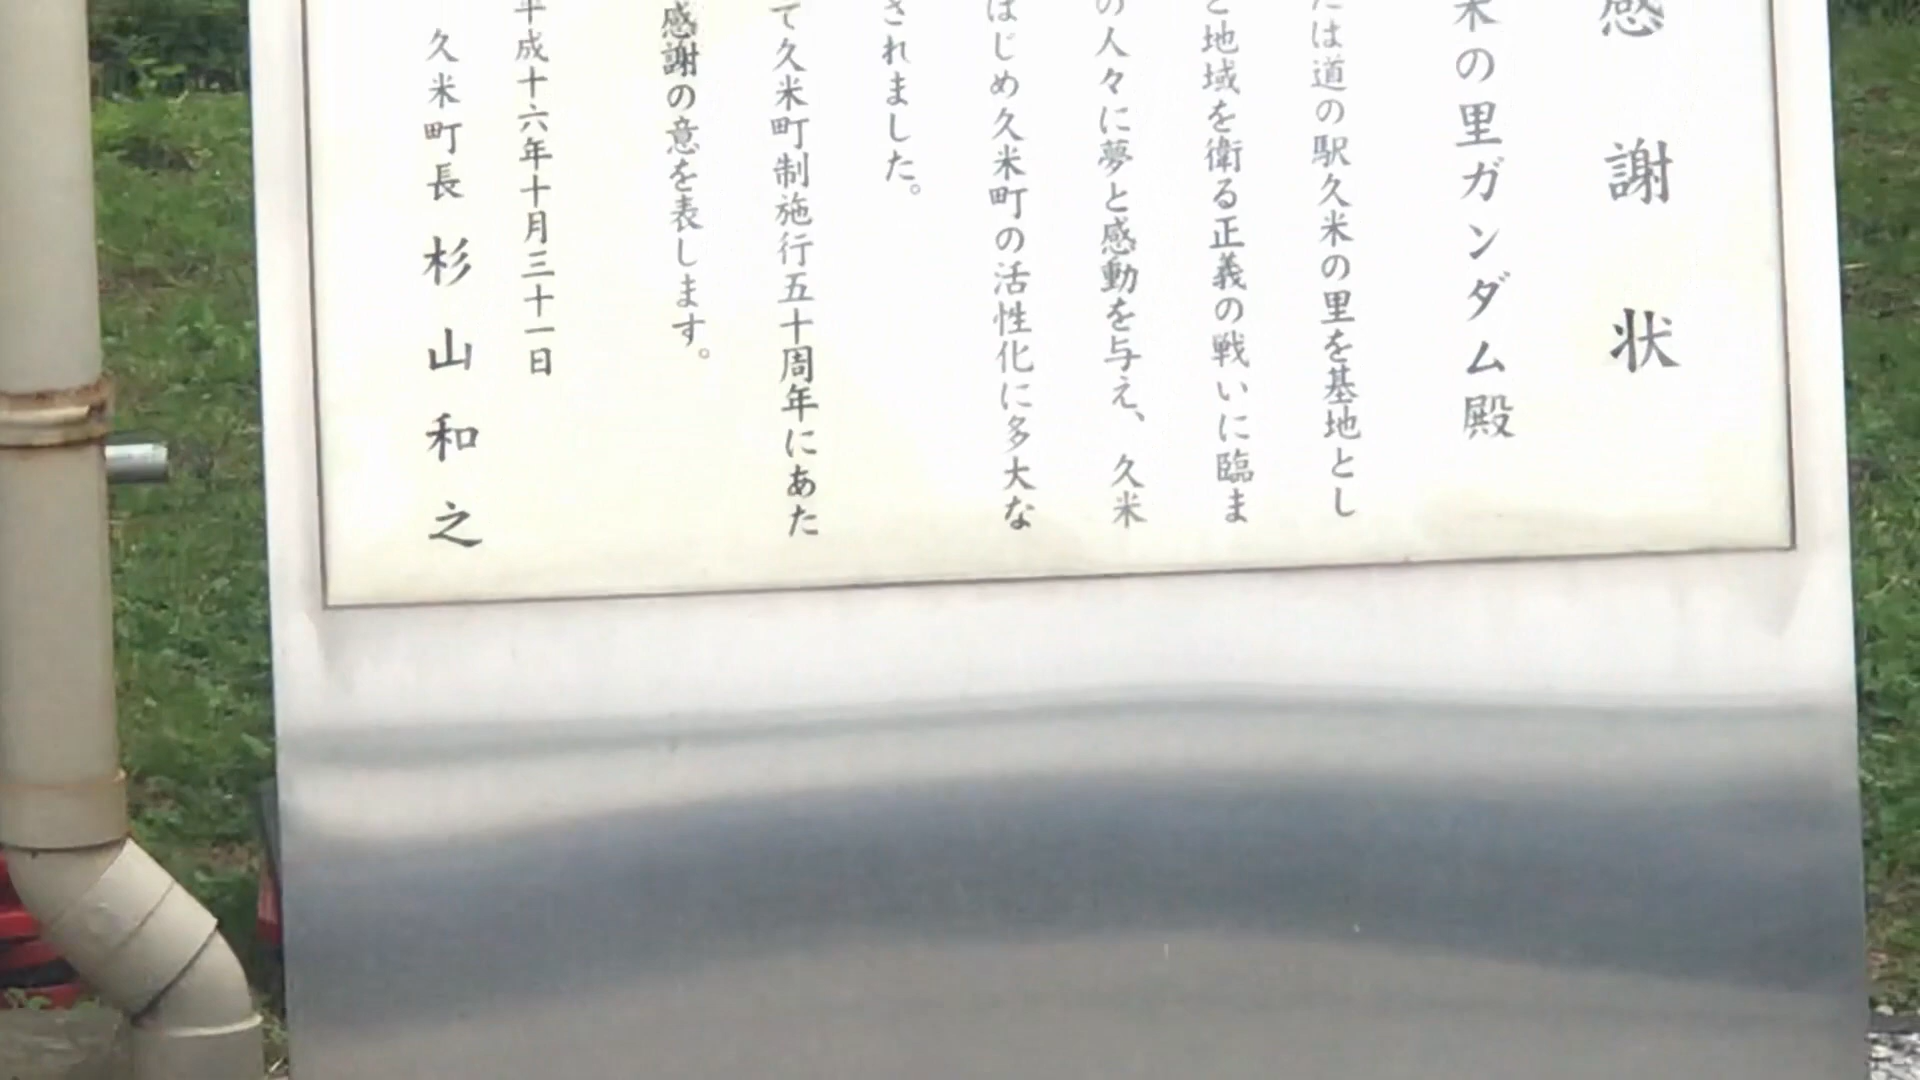 感謝状
米の里ガンダム殿
たは道の駅久米の里を基地とし
と地域を衛る正義の戦いに臨ま
の人々に夢と感動を与え、久米
はじめ久米町の活性化に多大な
されました。
て久米町制施行五十周年にあた
感謝の意を表します。
平成十六年十月三十一日
久米町長 杉山和之